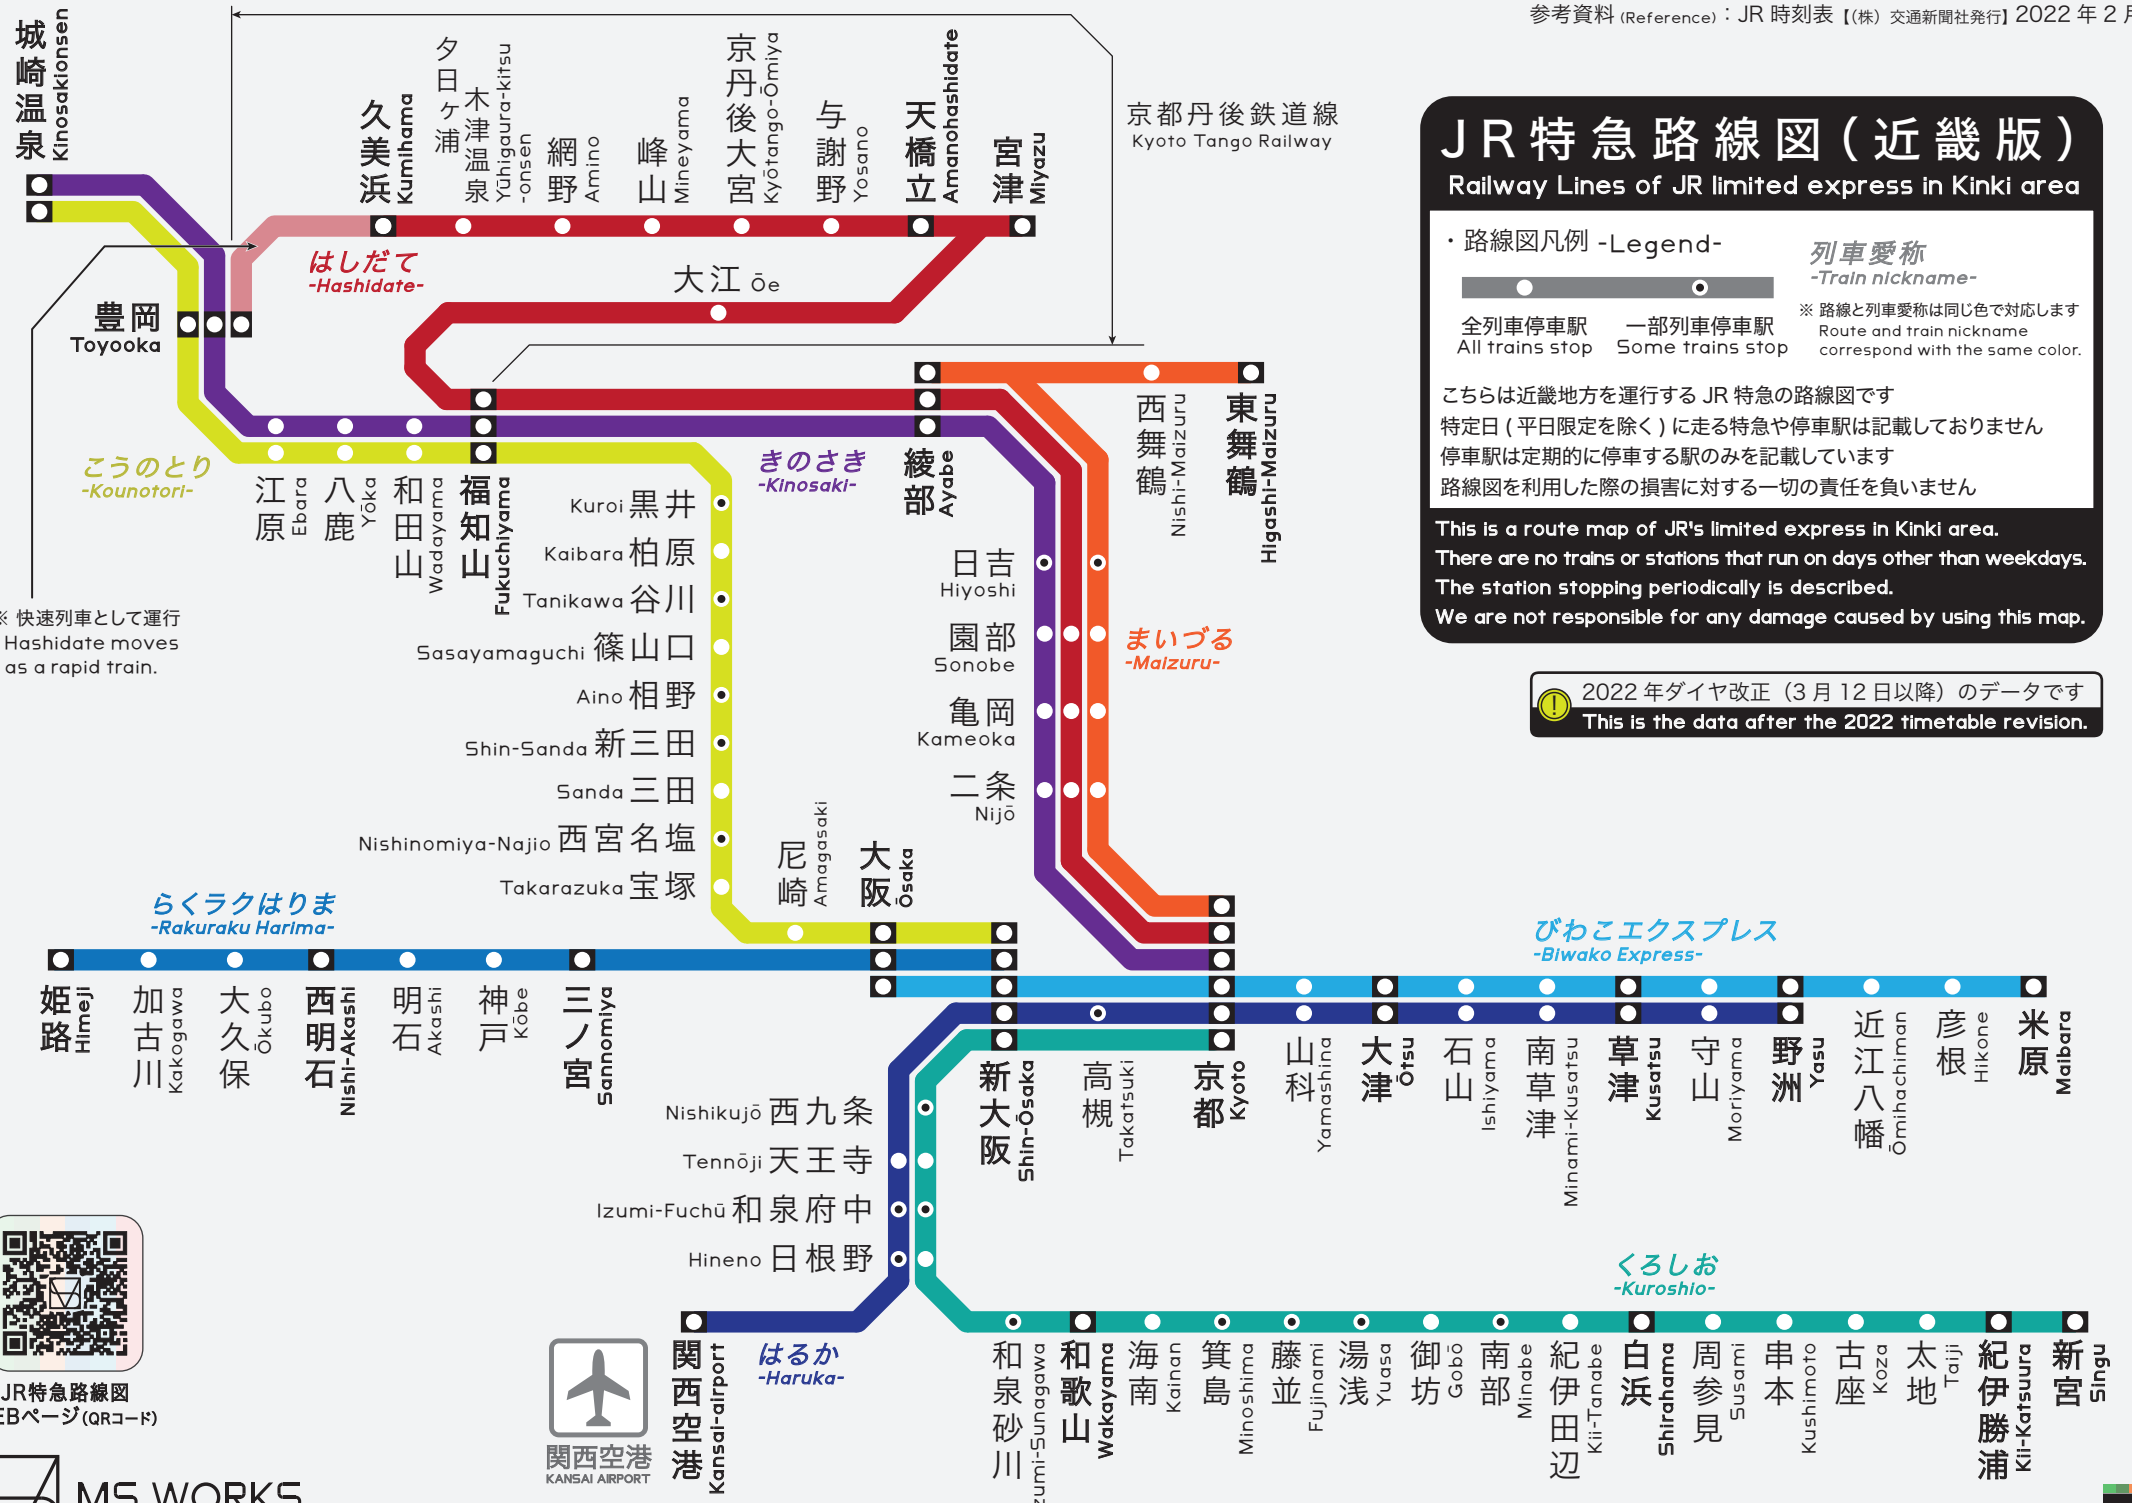 参考資料 (Reference)：JR 時刻表【(株) 交通新聞社発行】2022 年 2
城崎温泉
Kinosakionsen
久美浜
Kumihama
夕日ヶ浦
木津温泉
Yūhigaura-kitsu
-onsen
網野
Amino
峰山
Mineyama
京丹後大宮
Kyōtango-Ōmiya
与謝野
Yosano
天橋立
Amanohashidate
宮津
Miyazu
京都丹後鉄道線
Kyoto Tango Railway
はしだて
-Hashidate-
大江 Ōe
豊岡
Toyooka
こうのとり
-Kounotori-
江原
Ebara
八鹿
Yōka
和田山
Wadayama
福知山
Fukuchiyama
きのさき
-Kinosaki-
綾部
Ayabe
西舞鶴
Nishi-Maizuru
東舞鶴
Higashi-Maizuru
※ 快速列車として運行
Hashidate moves
as a rapid train.
Kuroi 黒井
Kaibara 柏原
Tanikawa 谷川
Sasayamaguchi 篠山口
Aino 相野
Shin-Sanda 新三田
Sanda 三田
Nishinomiya-Najio 西宮名塩
Takarazuka 宝塚
日吉
Hiyoshi
園部
Sonobe
亀岡
Kameoka
二条
Nijō
まいづる
-Maizuru-
尼崎
Amagasaki
大阪
Ōsaka
JR特急路線図(近畿版)
Railway Lines of JR limited express in Kinki area
・路線図凡例 -Legend-
列車愛称
-Train nickname-
全列車停車駅
All trains stop
一部列車停車駅
Some trains stop
※ 路線と列車愛称は同じ色で対応します
Route and train nickname
correspond with the same color.
こちらは近畿地方を運行する JR 特急の路線図です
特定日 ( 平日限定を除く ) に走る特急や停車駅は記載しておりません
停車駅は定期的に停車する駅のみを記載しています
路線図を利用した際の損害に対する一切の責任を負いません
This is a route map of JR's limited express in Kinki area.
There are no trains or stations that run on days other than weekdays.
The station stopping periodically is described.
We are not responsible for any damage caused by using this map.
! 2022 年ダイヤ改正（3 月 12 日以降）のデータです
This is the data after the 2022 timetable revision.
らくラクはりま
-Rakuraku Harima-
びわこエクスプレス
-Biwako Express-
姫路
Himeji
加古川
Kakogawa
大久保
Ōkubo
西明石
Nishi-Akashi
明石
Akashi
神戸
Kōbe
三ノ宮
Sannomiya
新大阪
Shin-Ōsaka
高槻
Takatsuki
京都
Kyoto
山科
Yamashina
大津
Ōtsu
石山
Ishiyama
南草津
Minami-Kusatsu
草津
Kusatsu
守山
Moriyama
野洲
Yasu
近江八幡
Ōmihachiman
彦根
Hikone
米原
Maibara
Nishikujō 西九条
Tennōji 天王寺
Izumi-Fuchū 和泉府中
Hineno 日根野
くろしお
-Kuroshio-
はるか
-Haruka-
関西空港
KANSAI AIRPORT
関西空港
Kansai-airport
和泉砂川
zumi-Sunagawa
和歌山
Wakayama
海南
Kainan
箕島
Minoshima
藤並
Fujinami
湯浅
Yuasa
御坊
Gobō
南部
Minabe
紀伊田辺
Kii-Tanabe
白浜
Shirahama
周参見
Susami
串本
Kushimoto
古座
Koza
太地
Taiji
紀伊勝浦
Kii-Katsuura
新宮
Singu
JR特急路線図
EBページ(QRコード)
MS WORKS